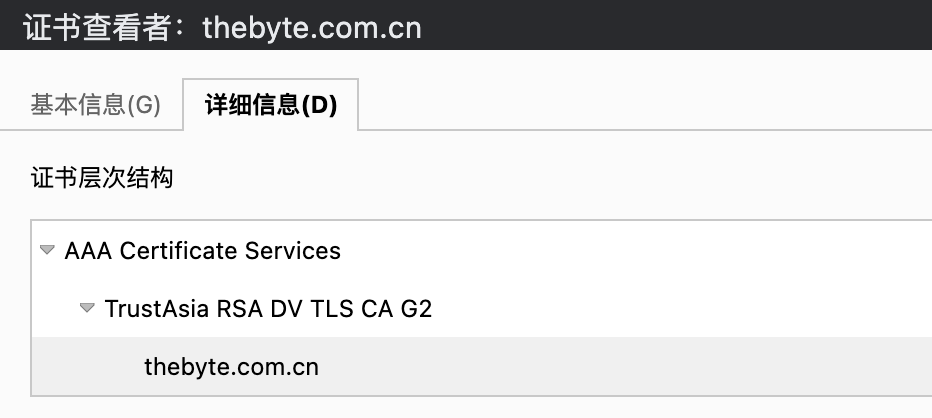 证书查看者：thebyte.com.cn
基本信息(G) 详细信息(D)
证书层次结构
AAA Certificate Services
TrustAsia RSA DV TLS CA G2
thebyte.com.cn